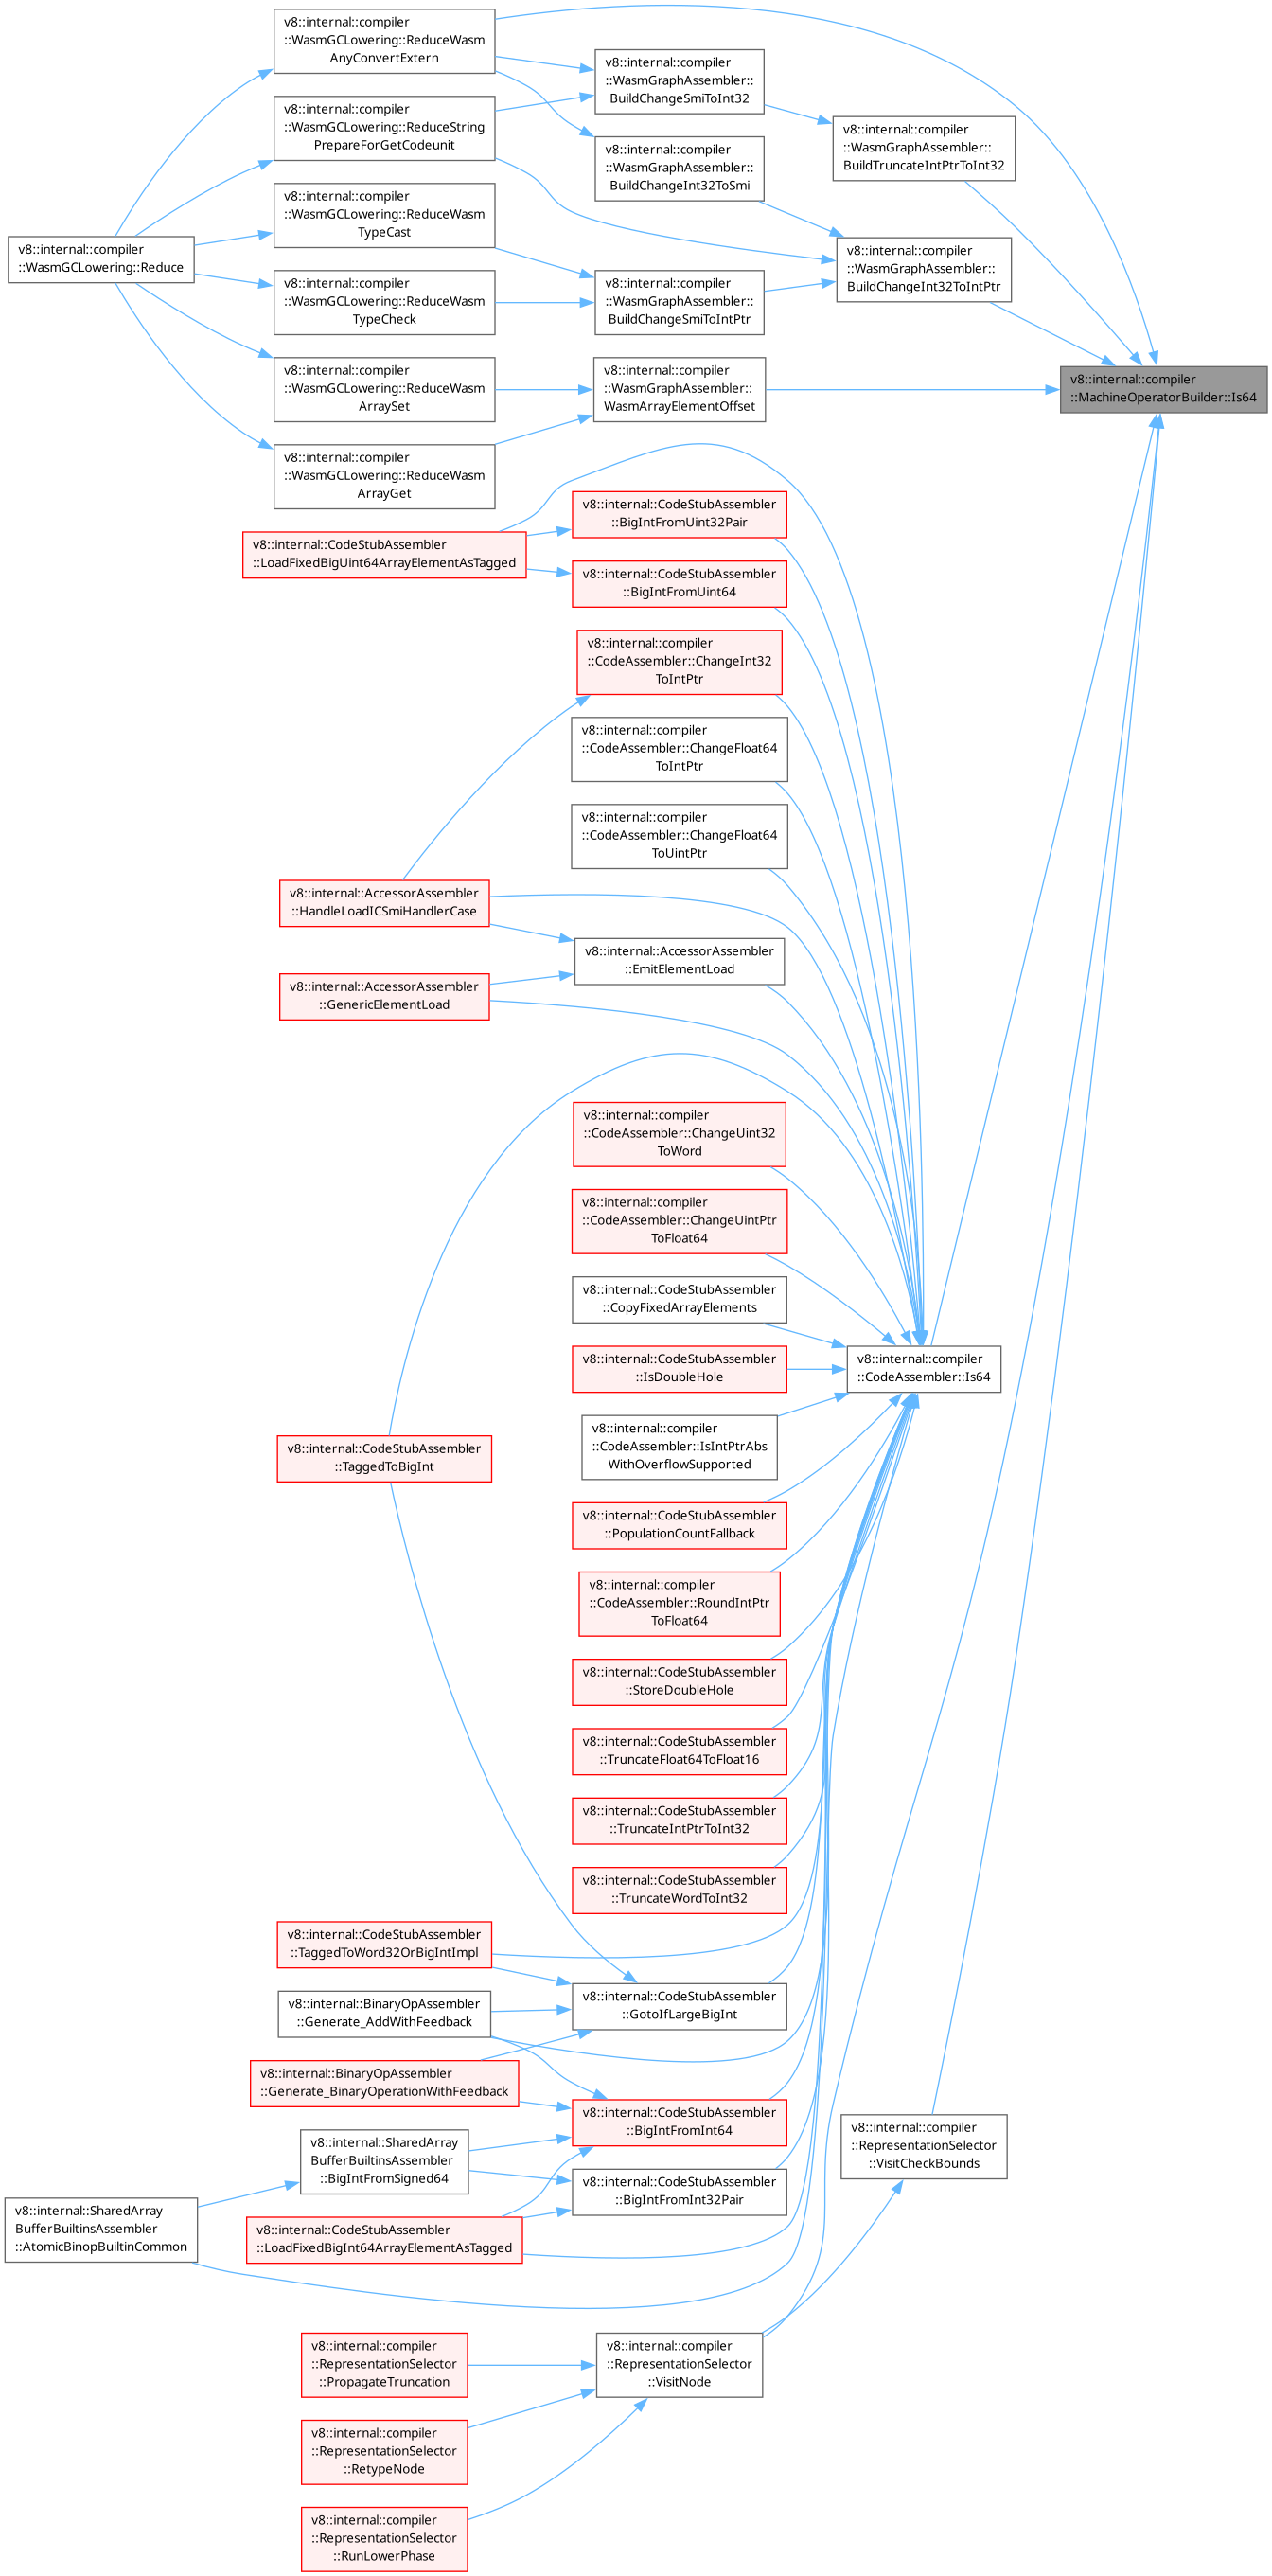 v8::internal::compiler
::WasmGCLowering::ReduceWasm
AnyConvertExtern
v8::internal::compiler
::WasmGraphAssembler::
BuildChangeSmiToInt32
v8::internal::compiler
::WasmGCLowering::ReduceString
PrepareForGetCodeunit
v8::internal::compiler
::WasmGraphAssembler::
BuildTruncateIntPtrToInt32
v8::internal::compiler
::WasmGraphAssembler::
BuildChangeInt32ToSmi
v8::internal::compiler
::WasmGCLowering::ReduceWasm
TypeCast
v8::internal::compiler
::WasmGCLowering::Reduce
v8::internal::compiler
::WasmGraphAssembler::
BuildChangeInt32ToIntPtr
v8::internal::compiler
::WasmGCLowering::ReduceWasm
TypeCheck
v8::internal::compiler
::WasmGraphAssembler::
BuildChangeSmiToIntPtr
v8::internal::compiler
::WasmGCLowering::ReduceWasm
ArraySet
v8::internal::compiler
::WasmGraphAssembler::
WasmArrayElementOffset
v8::internal::compiler
::MachineOperatorBuilder::Is64
v8::internal::compiler
::WasmGCLowering::ReduceWasm
ArrayGet
v8::internal::CodeStubAssembler
::BigIntFromUint32Pair
v8::internal::CodeStubAssembler
::LoadFixedBigUint64ArrayElementAsTagged
v8::internal::CodeStubAssembler
::BigIntFromUint64
v8::internal::compiler
::CodeAssembler::ChangeInt32
ToIntPtr
v8::internal::compiler
::CodeAssembler::ChangeFloat64
ToIntPtr
v8::internal::compiler
::CodeAssembler::ChangeFloat64
ToUintPtr
v8::internal::AccessorAssembler
::HandleLoadICSmiHandlerCase
v8::internal::AccessorAssembler
::EmitElementLoad
v8::internal::AccessorAssembler
::GenericElementLoad
v8::internal::compiler
::CodeAssembler::ChangeUint32
ToWord
v8::internal::compiler
::CodeAssembler::ChangeUintPtr
ToFloat64
v8::internal::CodeStubAssembler
::CopyFixedArrayElements
v8::internal::CodeStubAssembler
::IsDoubleHole
v8::internal::compiler
::CodeAssembler::Is64
v8::internal::compiler
::CodeAssembler::IsIntPtrAbs
WithOverflowSupported
v8::internal::CodeStubAssembler
::TaggedToBigInt
v8::internal::CodeStubAssembler
::PopulationCountFallback
v8::internal::compiler
::CodeAssembler::RoundIntPtr
ToFloat64
v8::internal::CodeStubAssembler
::StoreDoubleHole
v8::internal::CodeStubAssembler
::TruncateFloat64ToFloat16
v8::internal::CodeStubAssembler
::TruncateIntPtrToInt32
v8::internal::CodeStubAssembler
::TruncateWordToInt32
v8::internal::CodeStubAssembler
::TaggedToWord32OrBigIntImpl
v8::internal::CodeStubAssembler
::GotoIfLargeBigInt
v8::internal::BinaryOpAssembler
::Generate_AddWithFeedback
v8::internal::BinaryOpAssembler
::Generate_BinaryOperationWithFeedback
v8::internal::CodeStubAssembler
::BigIntFromInt64
v8::internal::SharedArray
BufferBuiltinsAssembler
::BigIntFromSigned64
v8::internal::compiler
::RepresentationSelector
::VisitCheckBounds
v8::internal::CodeStubAssembler
::BigIntFromInt32Pair
v8::internal::SharedArray
BufferBuiltinsAssembler
::AtomicBinopBuiltinCommon
v8::internal::CodeStubAssembler
::LoadFixedBigInt64ArrayElementAsTagged
v8::internal::compiler
::RepresentationSelector
::PropagateTruncation
v8::internal::compiler
::RepresentationSelector
::VisitNode
v8::internal::compiler
::RepresentationSelector
::RetypeNode
v8::internal::compiler
::RepresentationSelector
::RunLowerPhase